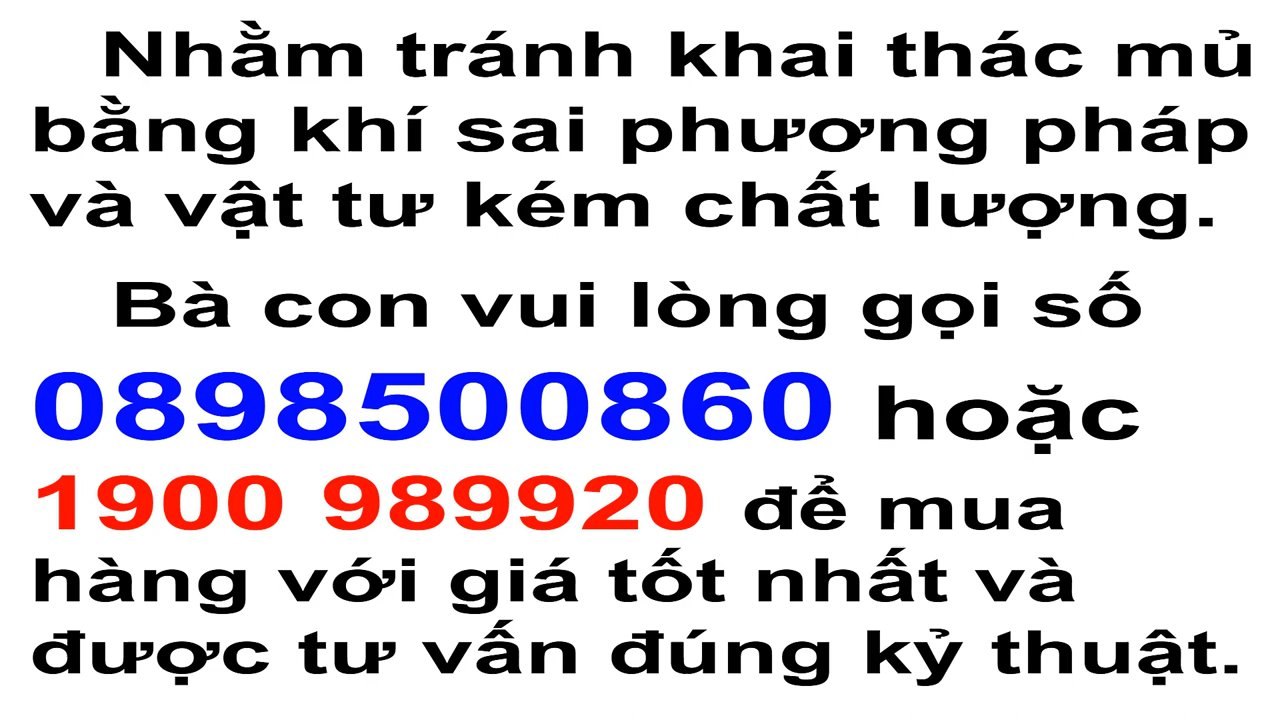 Nhằm tránh khai thác mủ
bằng khí sai phương pháp
và vật tư kém chất lượng.
Bà con vui lòng gọi số
0898500860 hoặc
1900 989920 để mua
hàng với giá tốt nhất và
được tư vấn đúng kỷ thuật.